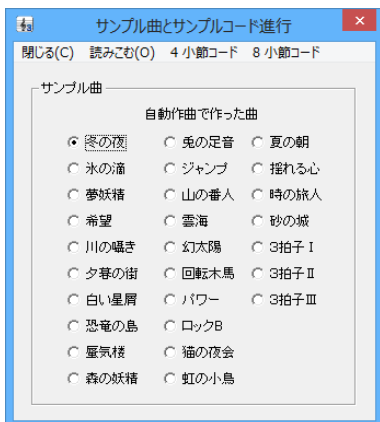 サンプル曲とサンプルコード進行
閉じる(C) 読みこむ(O) 4小節コード 8小節コード
サンプル曲
自動作曲で作った曲
冬の夜 兎の足音 夏の朝
氷の滴 ジャンプ 揺れる心
夢妖精 山の番人 時の旅人
希望 雲海 砂の城
川の囁き 幻太陽 3拍子Ⅰ
夕暮の街 回転木馬 3拍子Ⅱ
白い星屑 パワー 3拍子Ⅲ
恐竜の島 ロックB
蜃気楼 猫の夜会
森の妖精 虹の小鳥